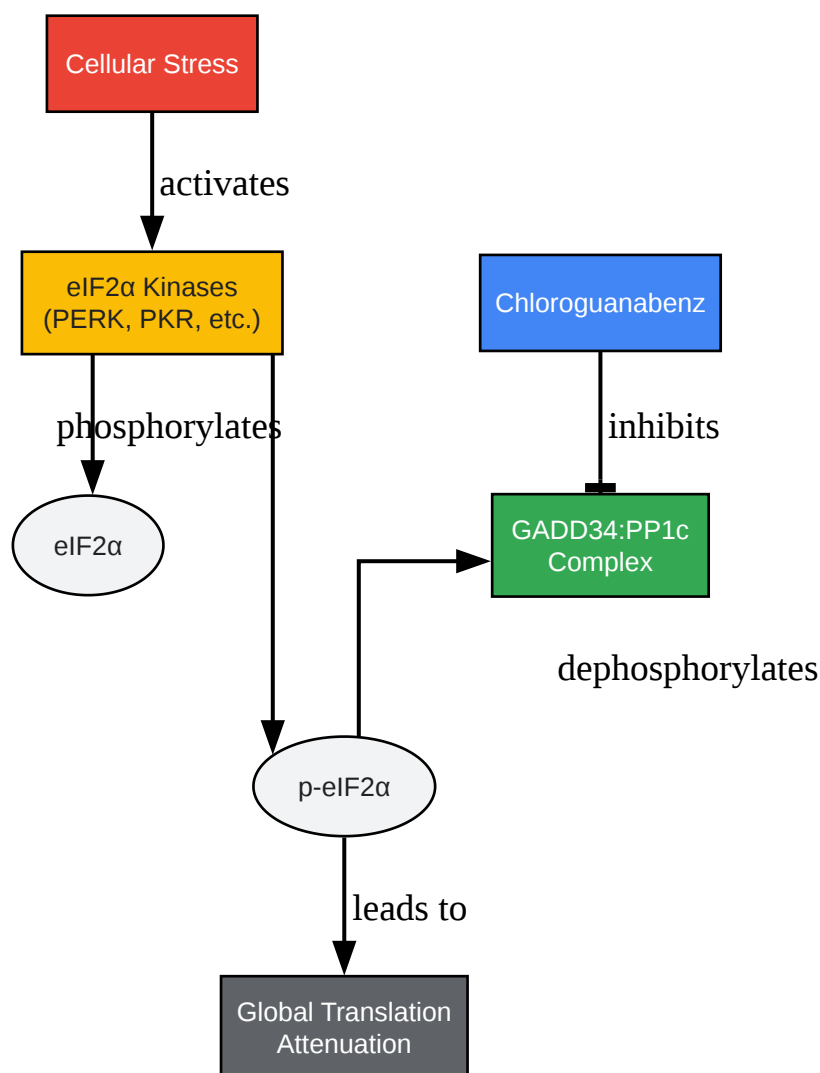 Cellular Stress
activates
eIF2α Kinases
(PERK, PKR, etc.)
Chloroguanabenz
phosphorylates
inhibits
eIF2α
GADD34:PP1c
Complex
dephosphorylates
p-eIF2α
leads to
Global Translation
Attenuation